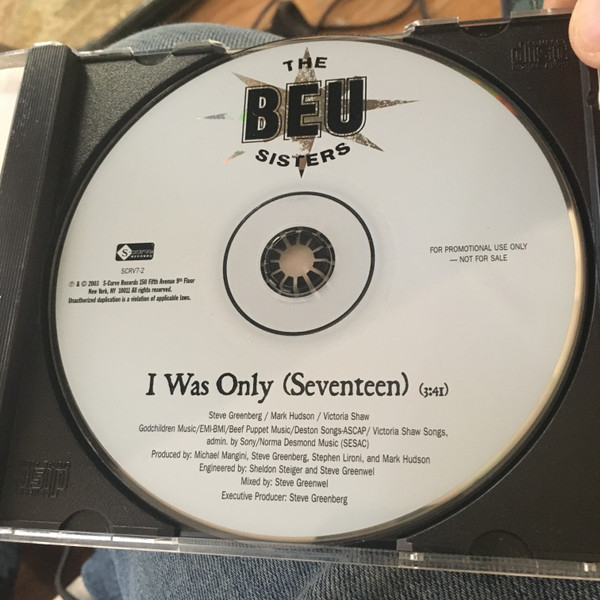 THE
BEU
SISTERS
S-Curve
RECORDS
SCRV7-2
FOR PROMOTIONAL USE ONLY
— NOT FOR SALE
℗ & © 2003 S-Curve Records 150 Fifth Avenue 9th Floor
New York, NY 10011 All rights reserved.
Unauthorized duplication is a violation of applicable laws.
I Was Only (Seventeen) (3:41)
Steve Greenberg / Mark Hudson / Victoria Shaw
Godchildren Music/EMI-BMI/Beef Puppet Music/Deston Songs-ASCAP/ Victoria Shaw Songs,
admin. by Sony/Norma Desmond Music (SESAC)
Produced by: Michael Mangini, Steve Greenberg, Stephen Lironi, and Mark Hudson
Engineered by: Sheldon Steiger and Steve Greenwel
Mixed by: Steve Greenwel
Executive Producer: Steve Greenberg